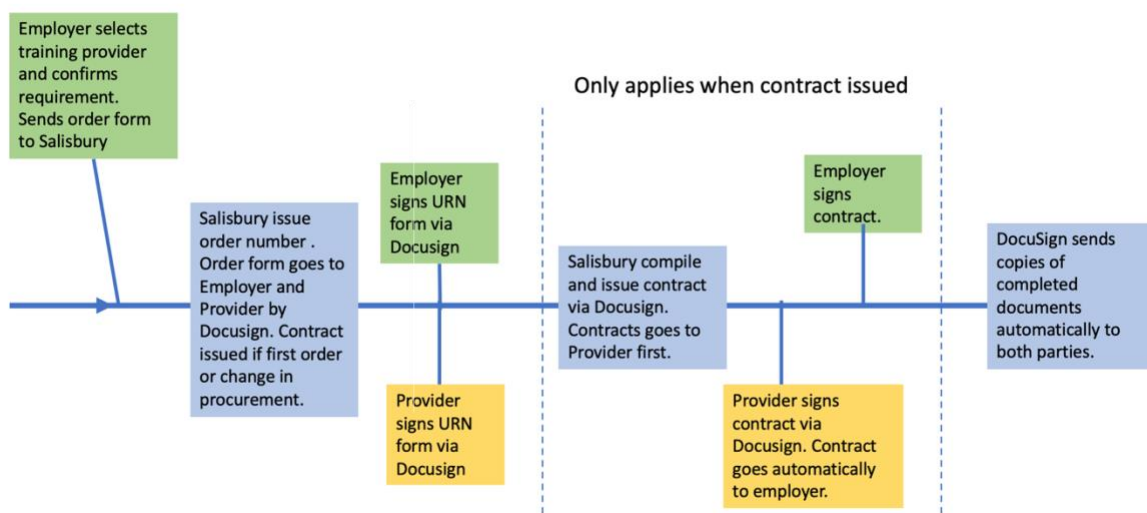 Employer selects
training provider
and confirms
requirement.
Sends order form
to Salisbury
Only applies when contract issued
Salisbury issue
order number .
Order form goes to
Employer and
Provider by
Docusign. Contract
issued if first order
or change in
procurement.
Employer
signs URN
form via
Docusign
Provider
signs URN
form via
Docusign
Salisbury compile
and issue contract
via Docusign.
Contracts goes to
Provider first.
Provider signs
contract via
Docusign. Contract
goes automatically
to employer.
Employer
signs
contract.
DocuSign sends
copies of
completed
documents
automatically to
both parties.